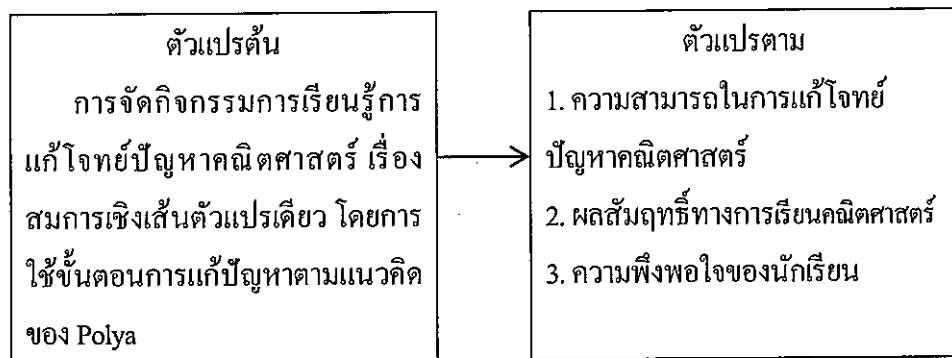 ตัวแปรต้น
การจัดกิจกรรมการเรียนรู้การ
แก้โจทย์ปัญหาคณิตศาสตร์ เรื่อง
สมการเชิงเส้นตัวแปรเดียว โดยการ
ใช้ขั้นตอนการแก้ปัญหาตามแนวคิด
ของ Polya
ตัวแปรตาม
1. ความสามารถในการแก้โจทย์
ปัญหาคณิตศาสตร์
2. ผลสัมฤทธิ์ทางการเรียนคณิตศาสตร์
3. ความพึงพอใจของนักเรียน